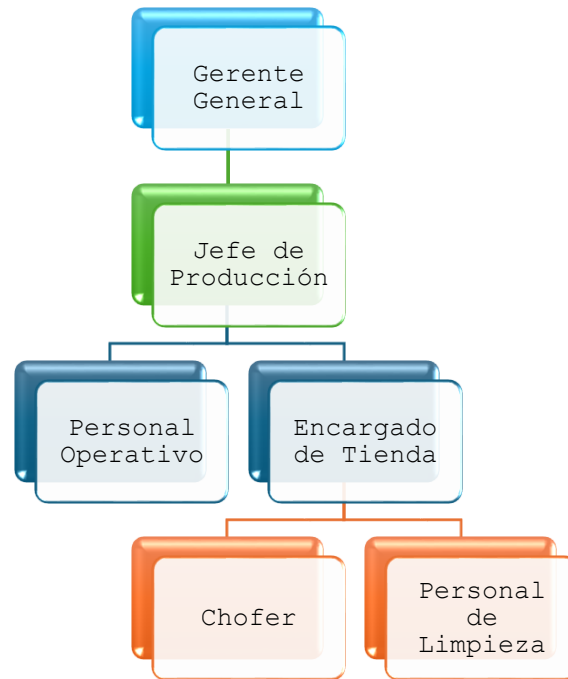 Gerente
General
Jefe de
Producción
Personal
Operativo
Encargado
de Tienda
Chofer
Personal
de
Limpieza